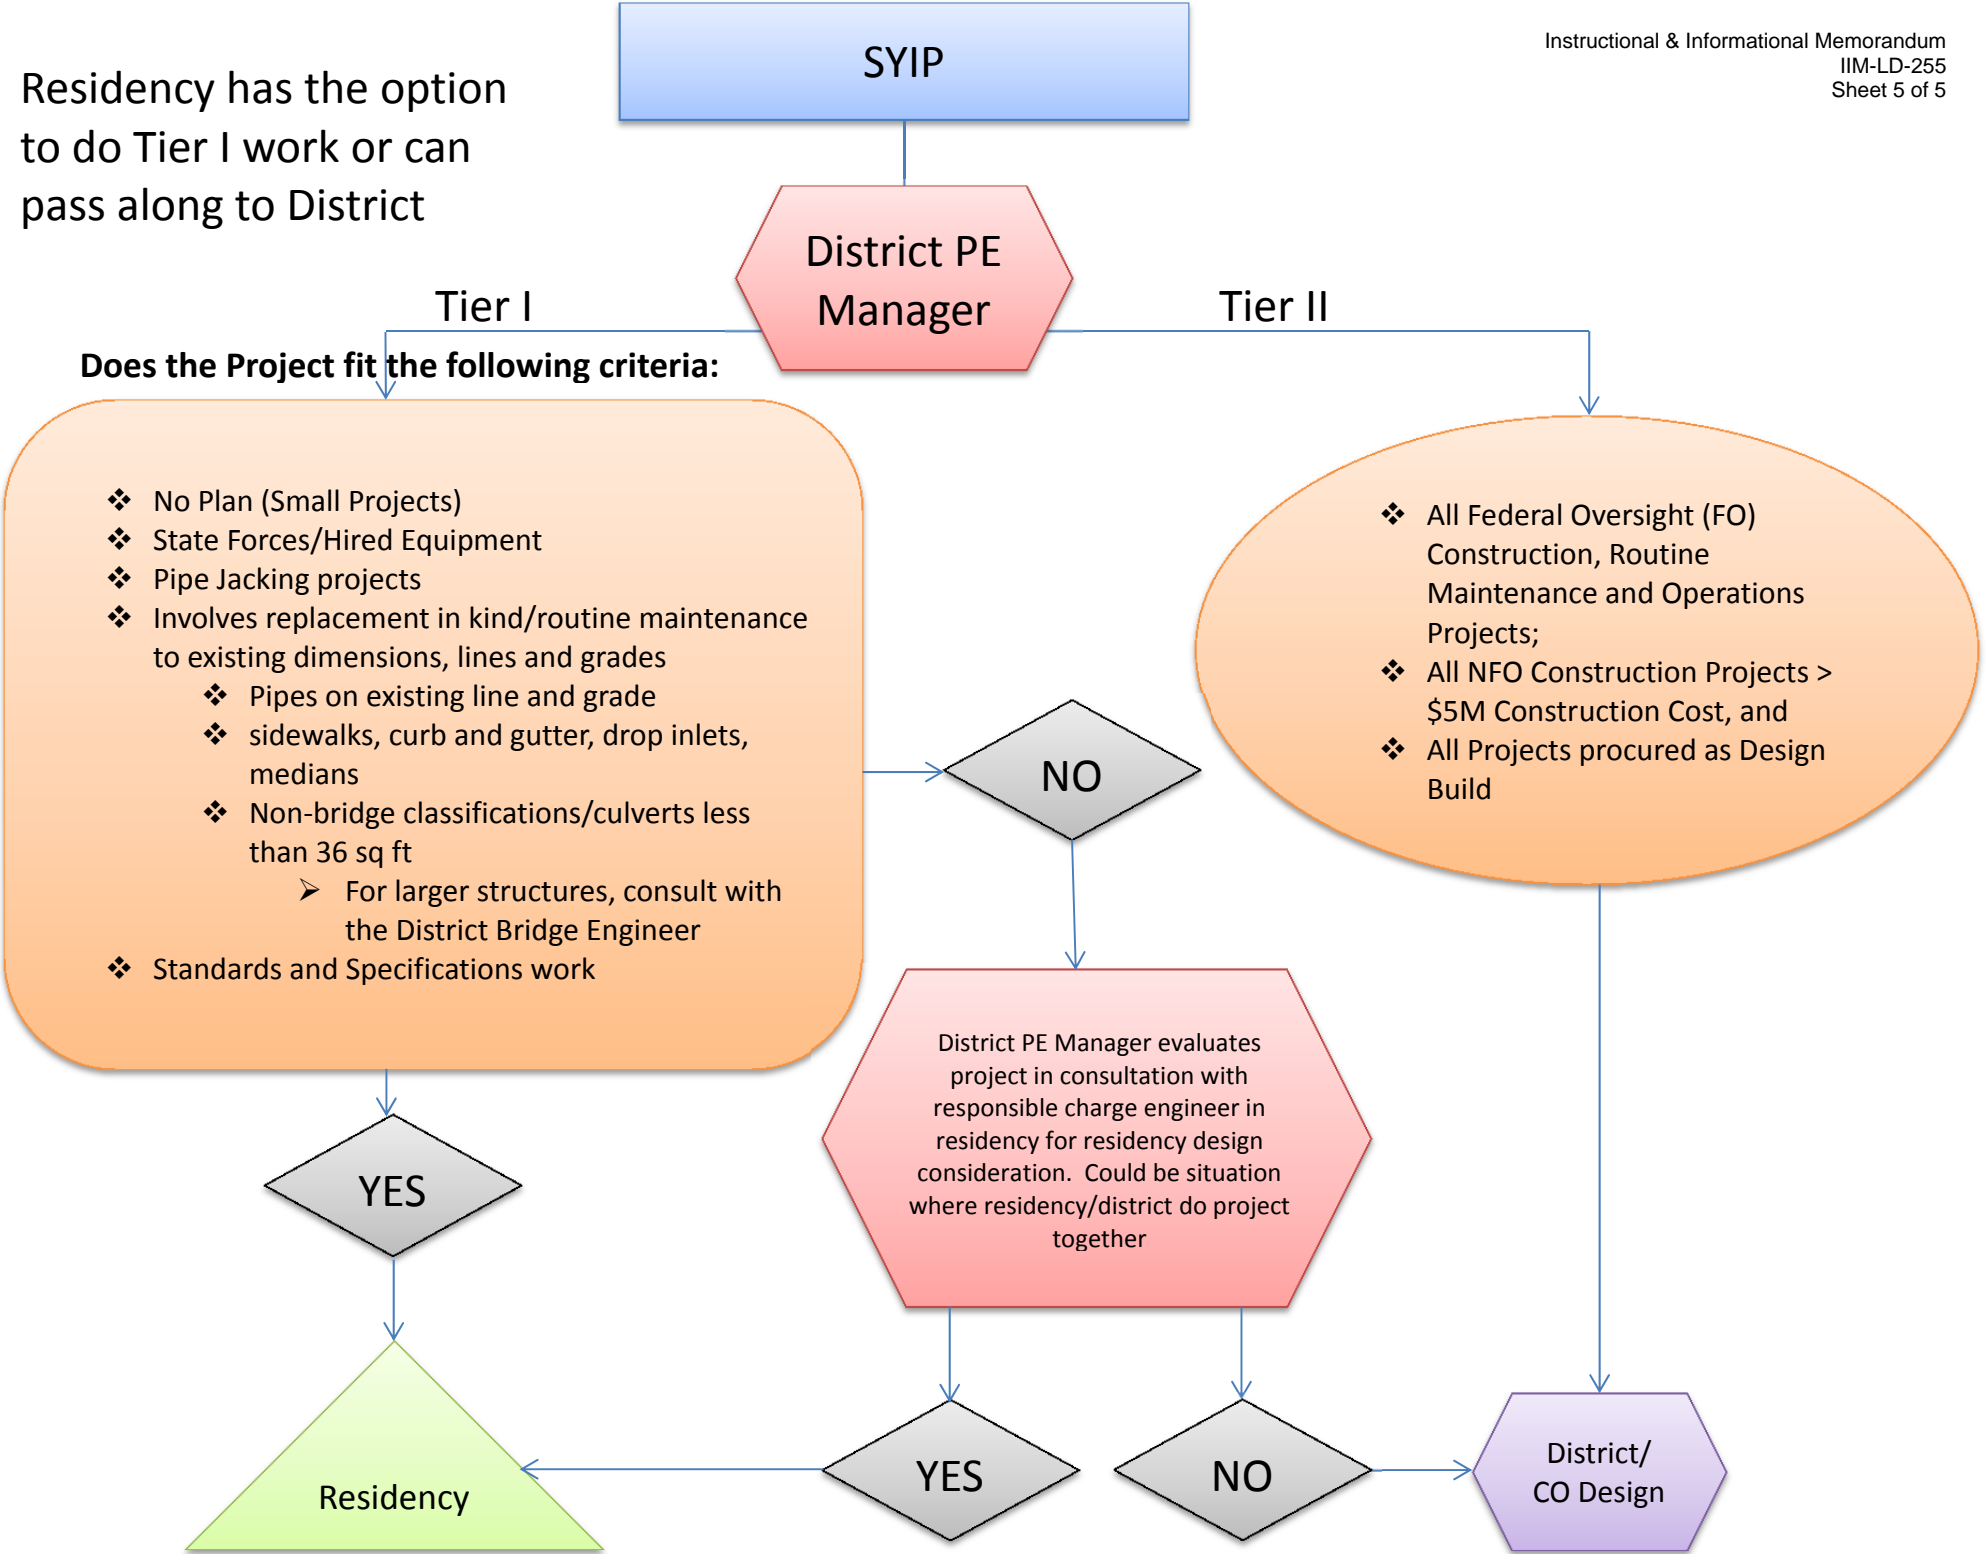 SYIP
Instructional & Informational Memorandum
IIM-LD-255
Sheet 5 of 5
Residency has the option
to do Tier I work or can
pass along to District
District PE
Manager
Tier I
Tier II
Does the Project fit the following criteria:
❖ No Plan (Small Projects)
❖ State Forces/Hired Equipment
❖ Pipe Jacking projects
❖ Involves replacement in kind/routine maintenance
to existing dimensions, lines and grades
❖ Pipes on existing line and grade
❖ sidewalks, curb and gutter, drop inlets,
medians
❖ Non-bridge classifications/culverts less
than 36 sq ft
➢ For larger structures, consult with
the District Bridge Engineer
❖ Standards and Specifications work
❖ All Federal Oversight (FO)
Construction, Routine
Maintenance and Operations
Projects;
❖ All NFO Construction Projects >
$5M Construction Cost, and
❖ All Projects procured as Design
Build
NO
District PE Manager evaluates
project in consultation with
responsible charge engineer in
residency for residency design
consideration.  Could be situation
where residency/district do project
together
YES
Residency
YES
NO
District/
CO Design